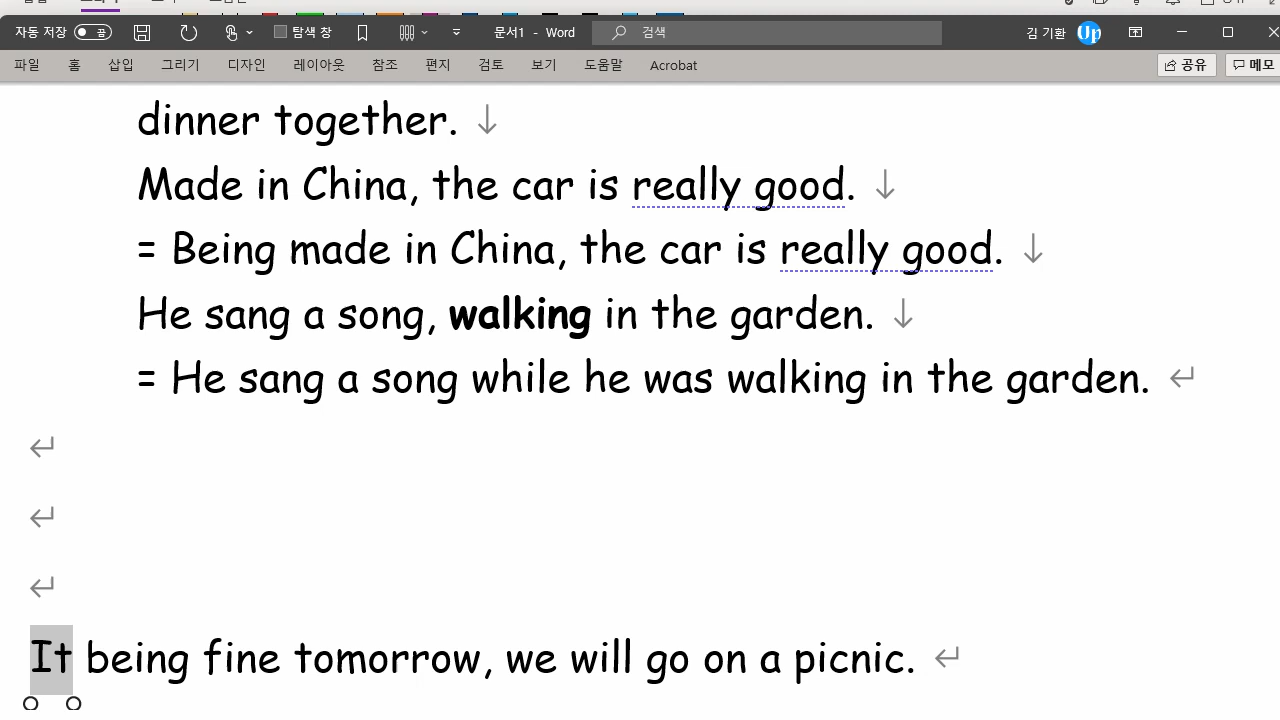 자동 저장 끔 탐색 창 문서1 - Word 검색 김 기환 Up
파일 홈 삽입 그리기 디자인 레이아웃 참조 편지 검토 보기 도움말 Acrobat 공유 메모
dinner together. ↓
Made in China, the car is really good. ↓
= Being made in China, the car is really good. ↓
He sang a song, walking in the garden. ↓
= He sang a song while he was walking in the garden. ↵
↵
↵
↵
It being fine tomorrow, we will go on a picnic. ↵